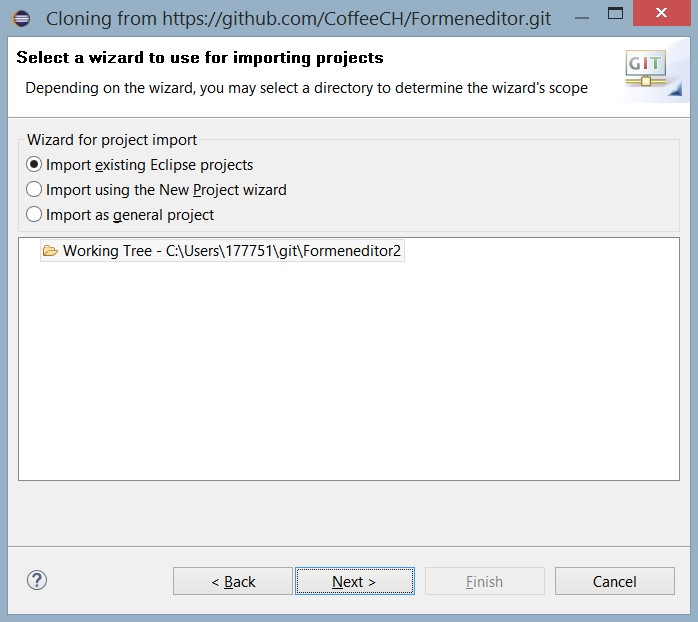 Cloning from https://github.com/CoffeeCH/Formeneditor.git
Select a wizard to use for importing projects
Depending on the wizard, you may select a directory to determine the wizard's scope
GIT
Wizard for project import
Import existing Eclipse projects
Import using the New Project wizard
Import as general project
Working Tree - C:\Users\177751\git\Formeneditor2
?
< Back
Next >
Finish
Cancel